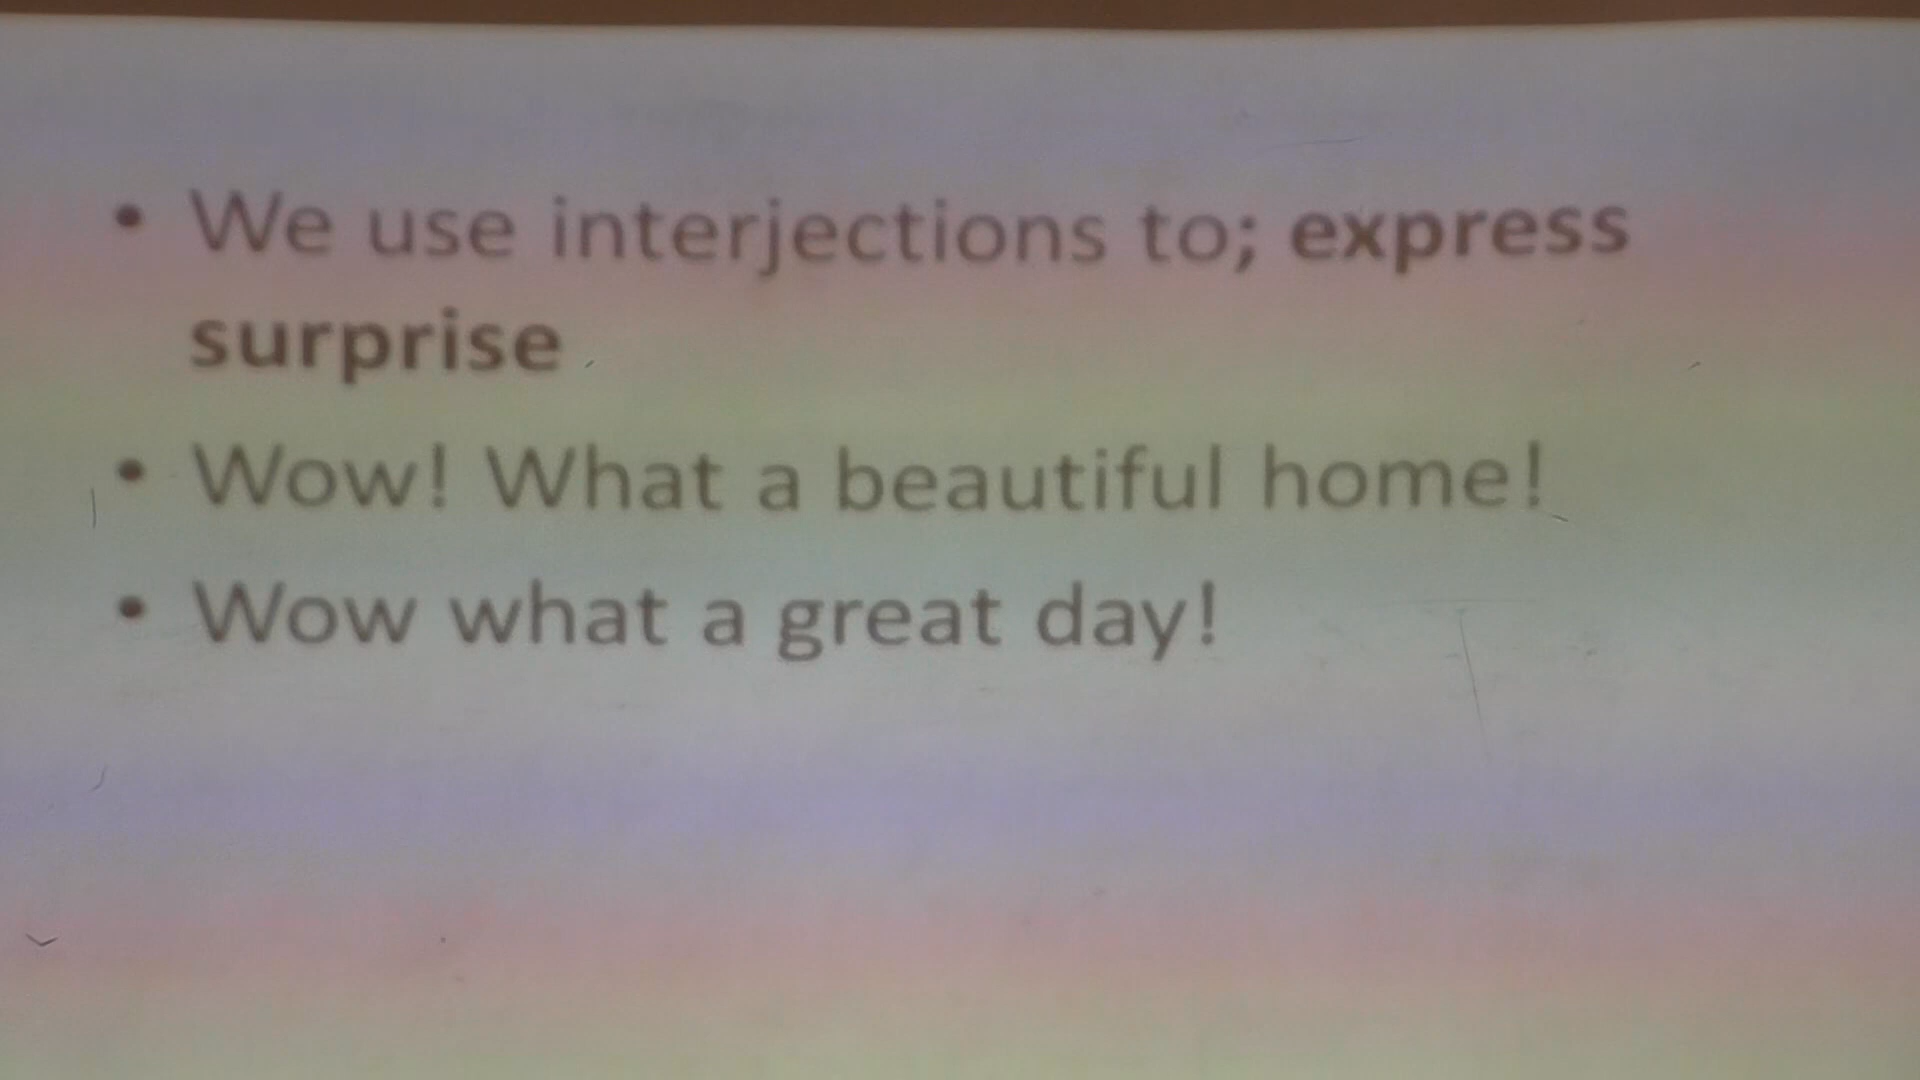 • We use interjections to; express
surprise
• Wow! What a beautiful home!
• Wow what a great day!